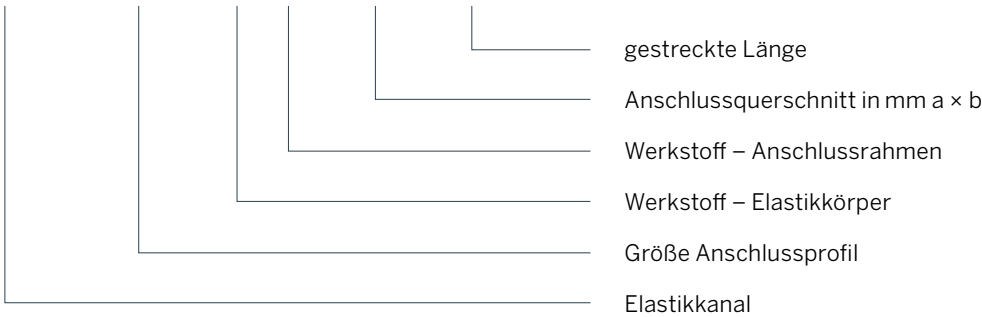 gestreckte Länge
Anschlussquerschnitt in mm a × b
Werkstoff – Anschlussrahmen
Werkstoff – Elastikkörper
Größe Anschlussprofil
Elastikkanal